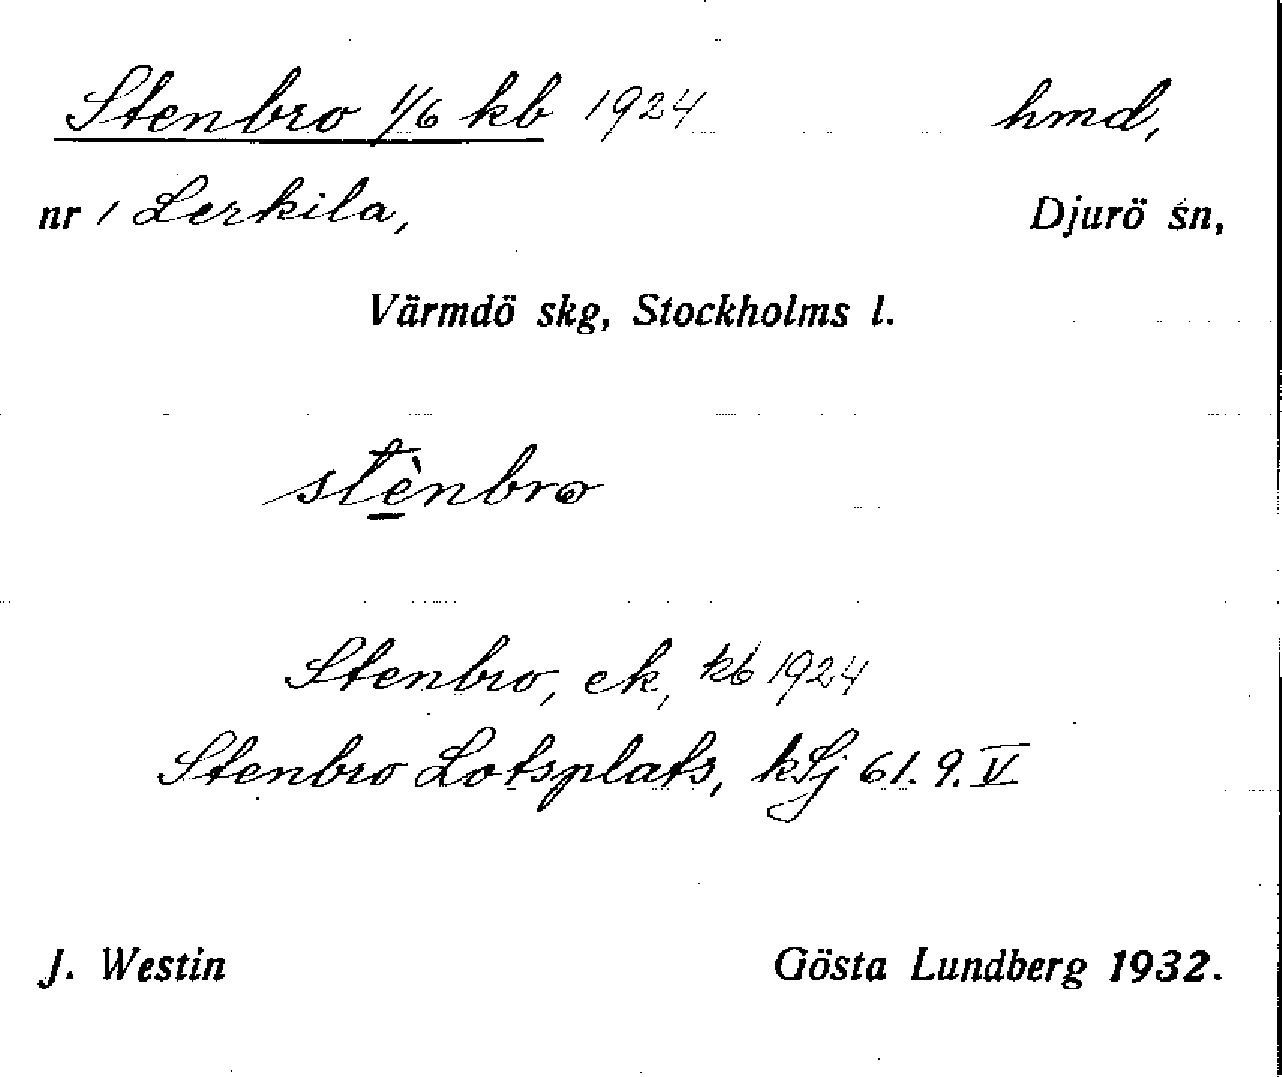 Stenbro 1/6 kb 1924 hmd,
nr 1 Lerkila, Djurö sn,
Värmdö skg, Stockholms l.
stènbro
Stenbro, ek, kb 1924
Stenbro Lotsplats, kSj 61.9.V
J. Westin Gösta Lundberg 1932.